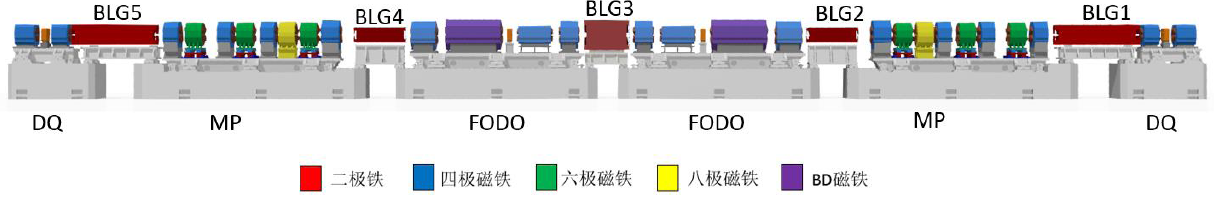 BLG5 BLG4 BLG3 BLG2 BLG1
DQ MP FODO FODO MP DQ
二极铁 四极磁铁 六极磁铁 八极磁铁 BD磁铁